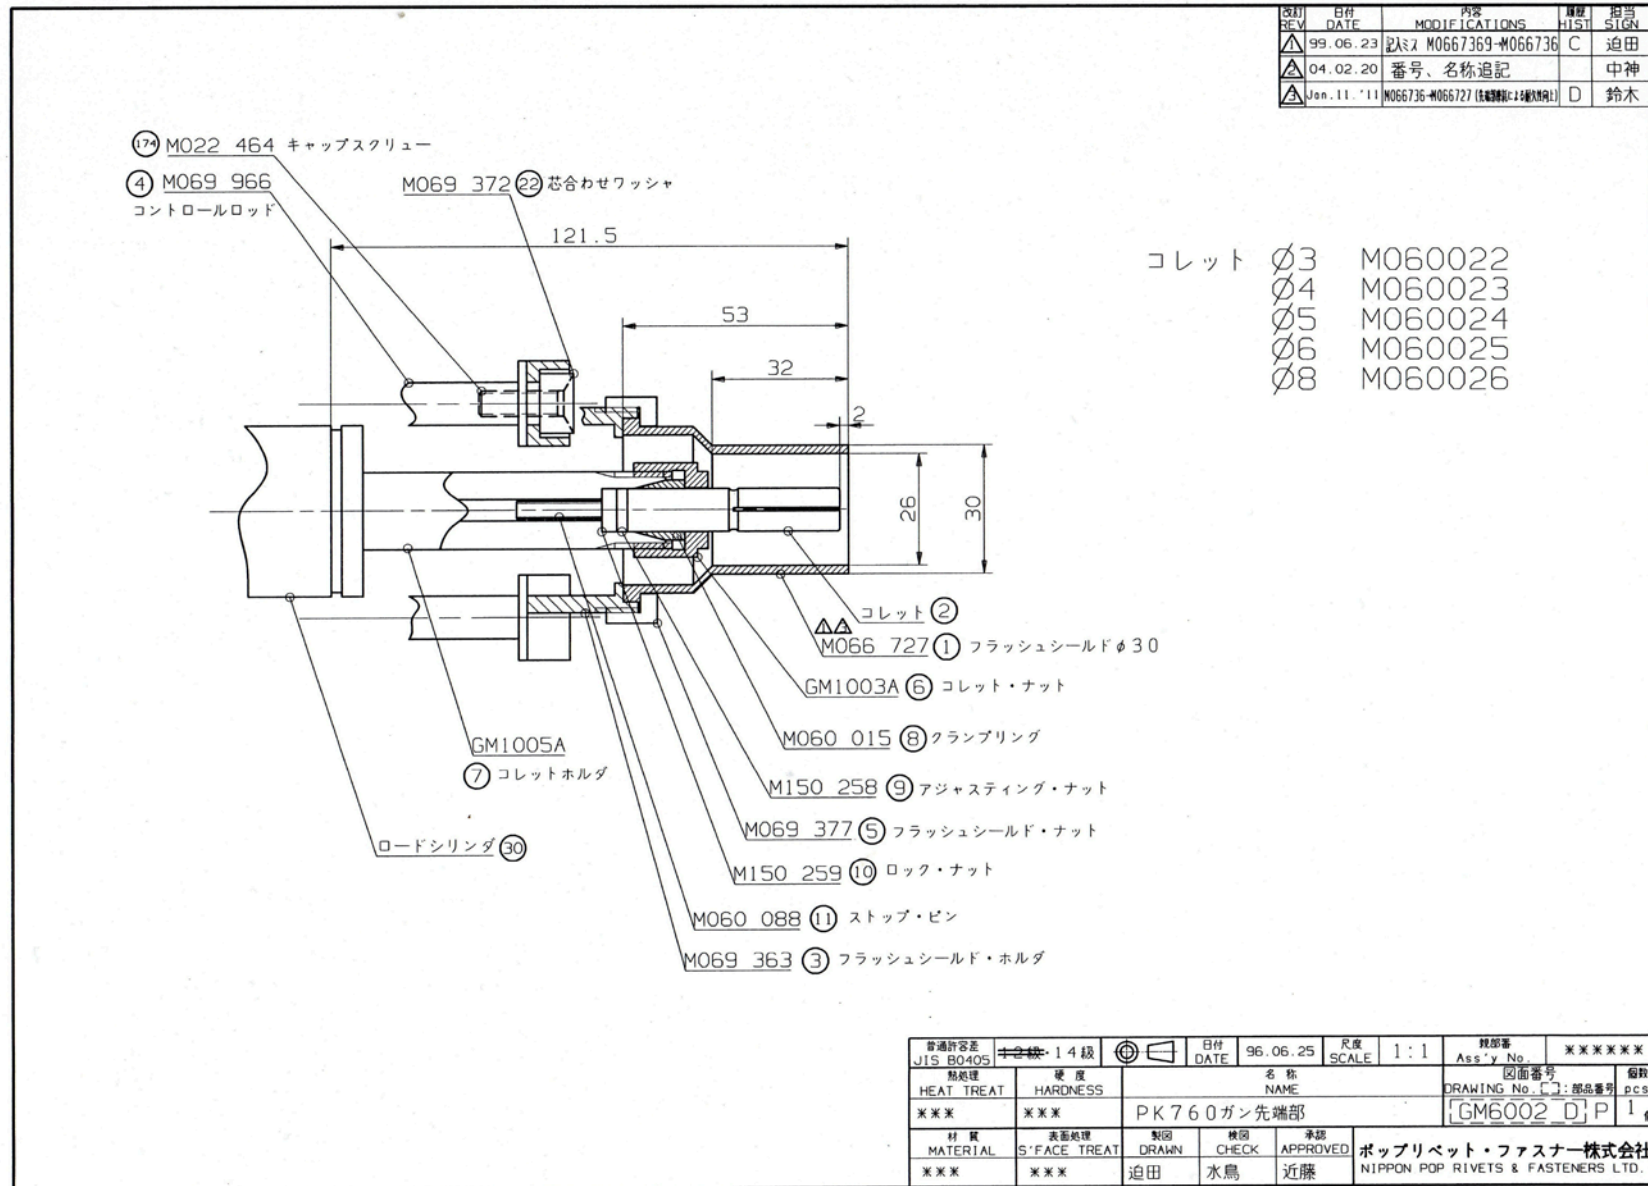 改訂 REV 日付 DATE 内容 MODIFICATIONS 履歴 HIST 担当 SIGN
1 99.06.23 記入ミス M0667369→M066736 C 迫田
2 04.02.20 番号、名称追記 中神
3 Jan.11.'11 M066736→M066727 D 鈴木
174 M022 464 キャップスクリュー
4 M069 966
コントロールロッド
M069 372 22 芯合わせワッシャ
121.5
53
32
2
26
30
コレット Ø3 M060022
Ø4 M060023
Ø5 M060024
Ø6 M060025
Ø8 M060026
コレット 2
1 3
M066 727 1 フラッシュシールドφ30
GM1003A 6 コレット・ナット
M060 015 8 クランプリング
M150 258 9 アジャスティング・ナット
M069 377 5 フラッシュシールド・ナット
M150 259 10 ロック・ナット
M060 088 11 ストップ・ピン
M069 363 3 フラッシュシールド・ホルダ
GM1005A
7 コレットホルダ
ロードシリンダ 30
普通許容差 JIS B0405 12級・14級 日付 DATE 96.06.25 尺度 SCALE 1:1 Ass'y No. ******
熱処理 HEAT TREAT 硬度 HARDNESS 名称 NAME 図面番号 DRAWING No. :部品番号 個数 pcs
*** *** PK760ガン先端部 GM6002 D P 1
材質 MATERIAL 表面処理 S'FACE TREAT 製図 DRAWN 検図 CHECK 承認 APPROVED ポップリベット・ファスナー株式会社
*** *** 迫田 水鳥 近藤 NIPPON POP RIVETS & FASTENERS LTD.